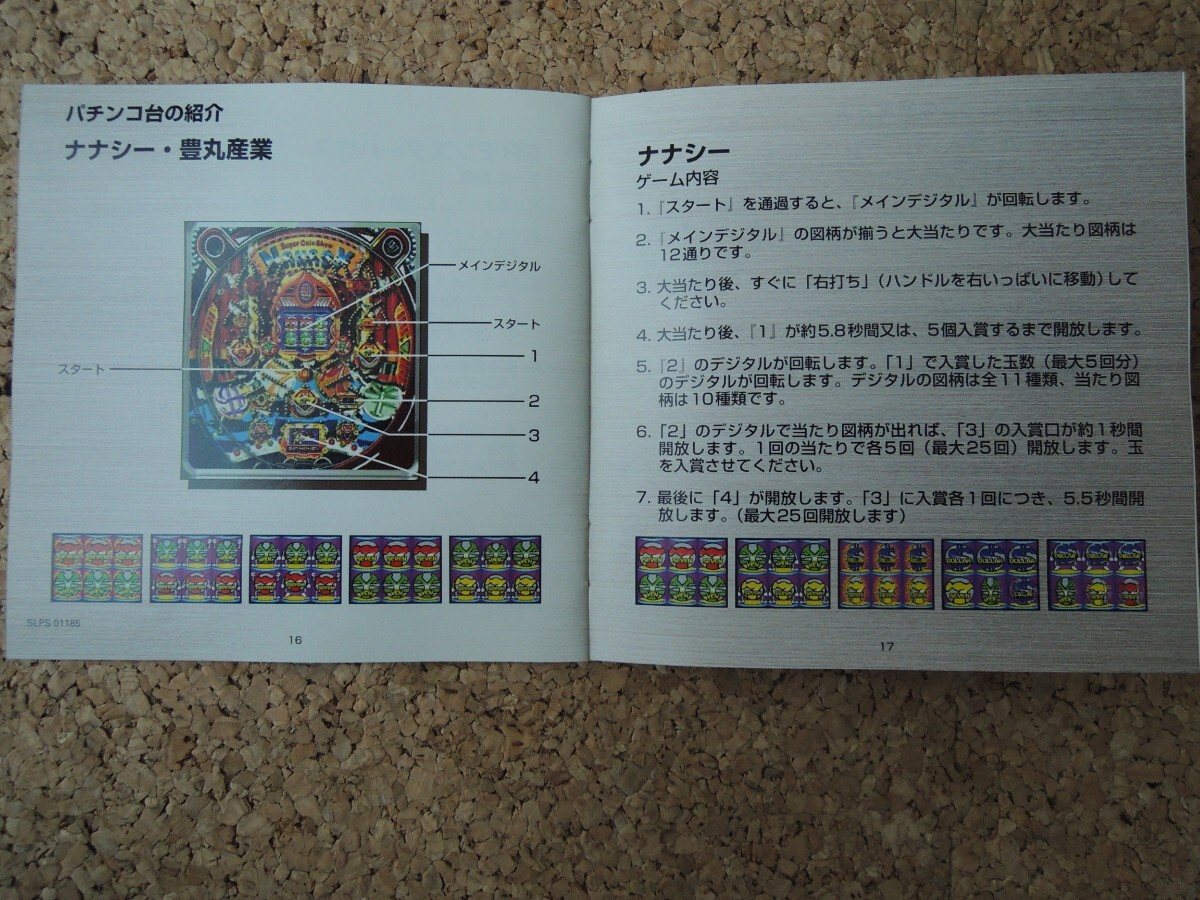 パチンコ台の紹介
ナナシー・豊丸産業
Super Coin Show
メインデジタル
スタート
スタート
1
2
3
4
SLPS 01185
16
ナナシー
ゲーム内容
1. 『スタート』を通過すると、『メインデジタル』が回転します。
2. 『メインデジタル』の図柄が揃うと大当たりです。大当たり図柄は
12通りです。
3. 大当たり後、すぐに「右打ち」(ハンドルを右いっぱいに移動)して
ください。
4. 大当たり後、『1』が約5.8秒間又は、5個入賞するまで開放します。
5. 『2』のデジタルが回転します。「1」で入賞した玉数(最大5回分)
のデジタルが回転します。デジタルの図柄は全11種類、当たり図
柄は10種類です。
6. 「2」のデジタルで当たり図柄が出れば、「3」の入賞口が約1秒間
開放します。1回の当たりで各5回(最大25回)開放します。玉
を入賞させてください。
7. 最後に「4」が開放します。「3」に入賞各1回につき、5.5秒間開
放します。(最大25回開放します)
17